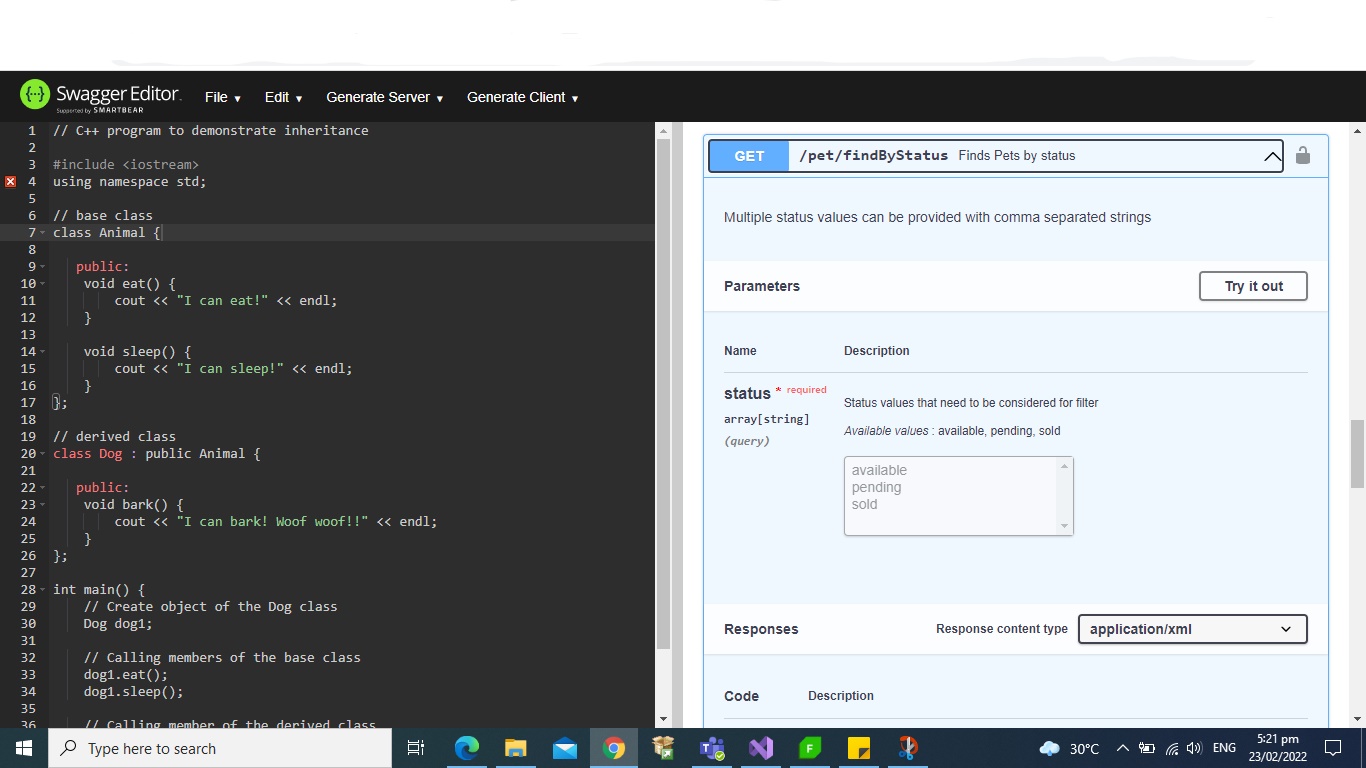 Swagger Editor.
Supported by SMARTBEAR
File Edit Generate Server Generate Client
1 // C++ program to demonstrate inheritance
2
3 #include <iostream>
4 using namespace std;
5
6 // base class
7 class Animal {
8
9 public:
10 void eat() {
11 cout << "I can eat!" << endl;
12 }
13
14 void sleep() {
15 cout << "I can sleep!" << endl;
16 }
17 };
18
19 // derived class
20 class Dog : public Animal {
21
22 public:
23 void bark() {
24 cout << "I can bark! Woof woof!!" << endl;
25 }
26 };
27
28 int main() {
29 // Create object of the Dog class
30 Dog dog1;
31
32 // Calling members of the base class
33 dog1.eat();
34 dog1.sleep();
35
36 // Calling member of the derived class
GET /pet/findByStatus Finds Pets by status
Multiple status values can be provided with comma separated strings
Parameters Try it out
Name Description
status * required
array[string]
(query)
Status values that need to be considered for filter
Available values : available, pending, sold
available
pending
sold
Responses Response content type application/xml
Code Description
Type here to search
30°C ENG 5:21 pm
23/02/2022